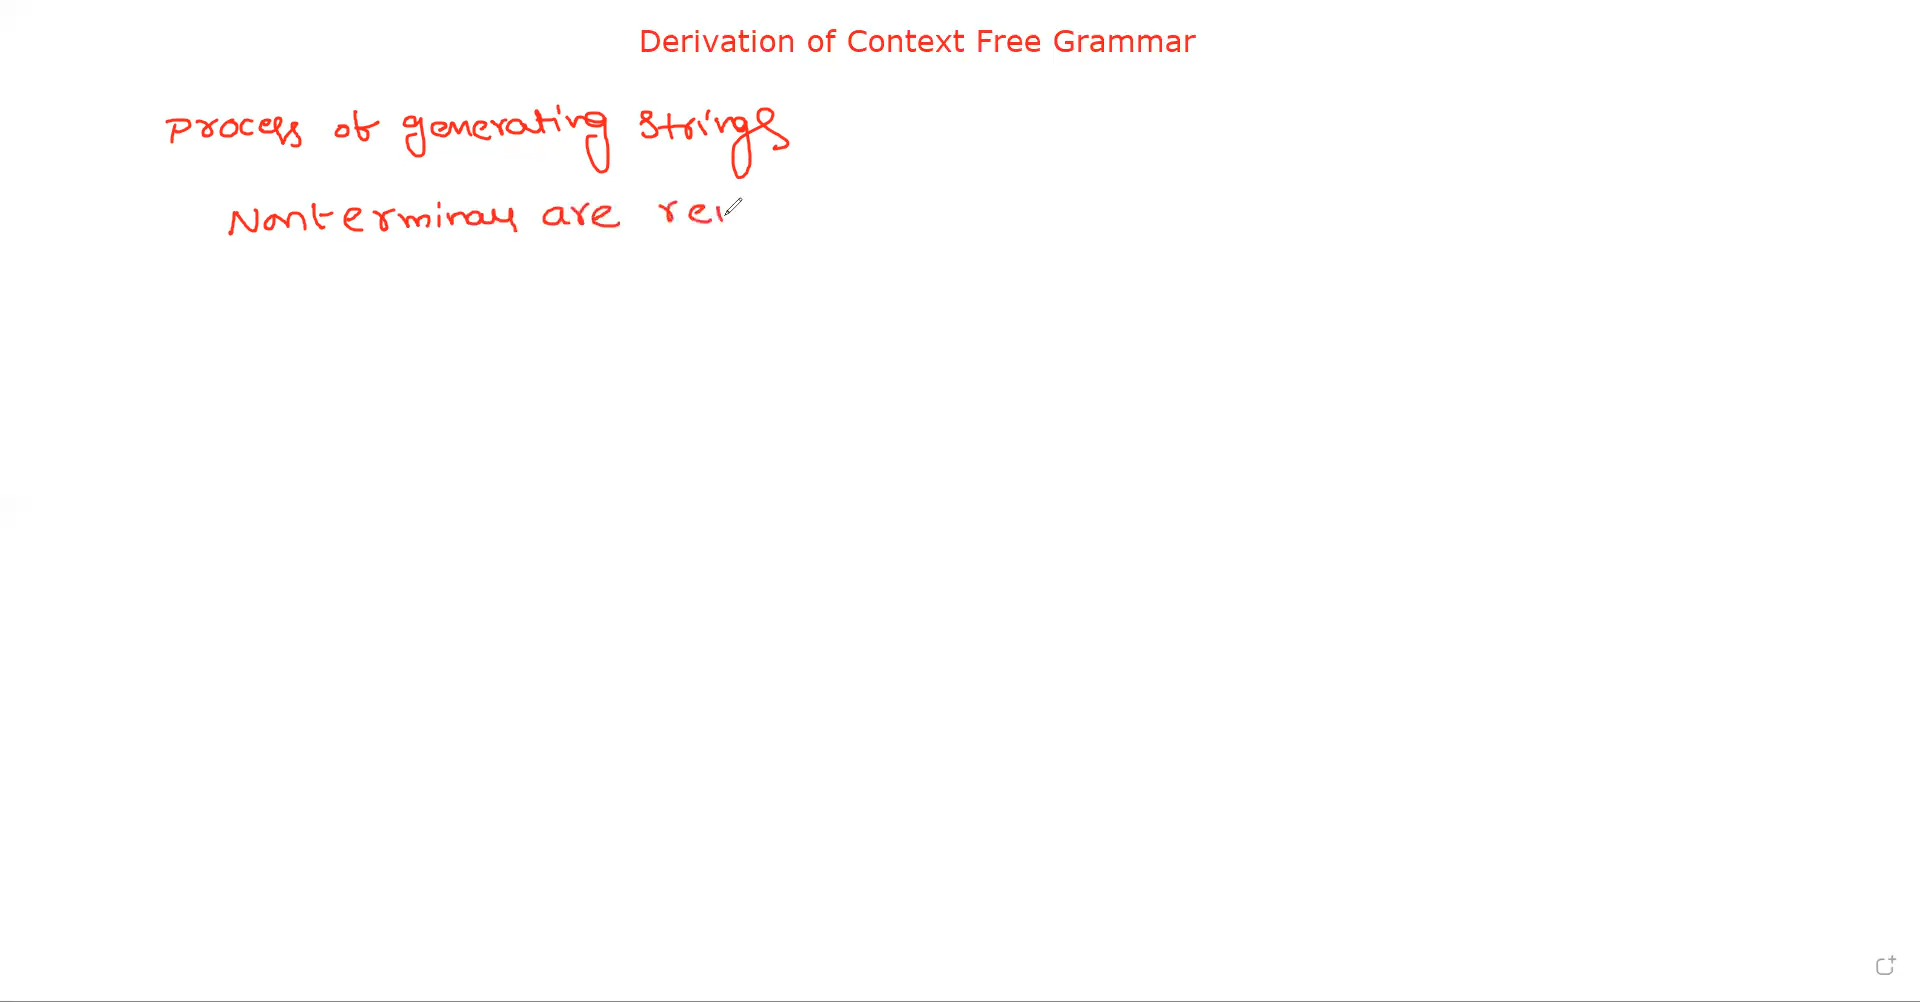 Derivation of Context Free Grammar
Process of generating strings
Nonterminals are